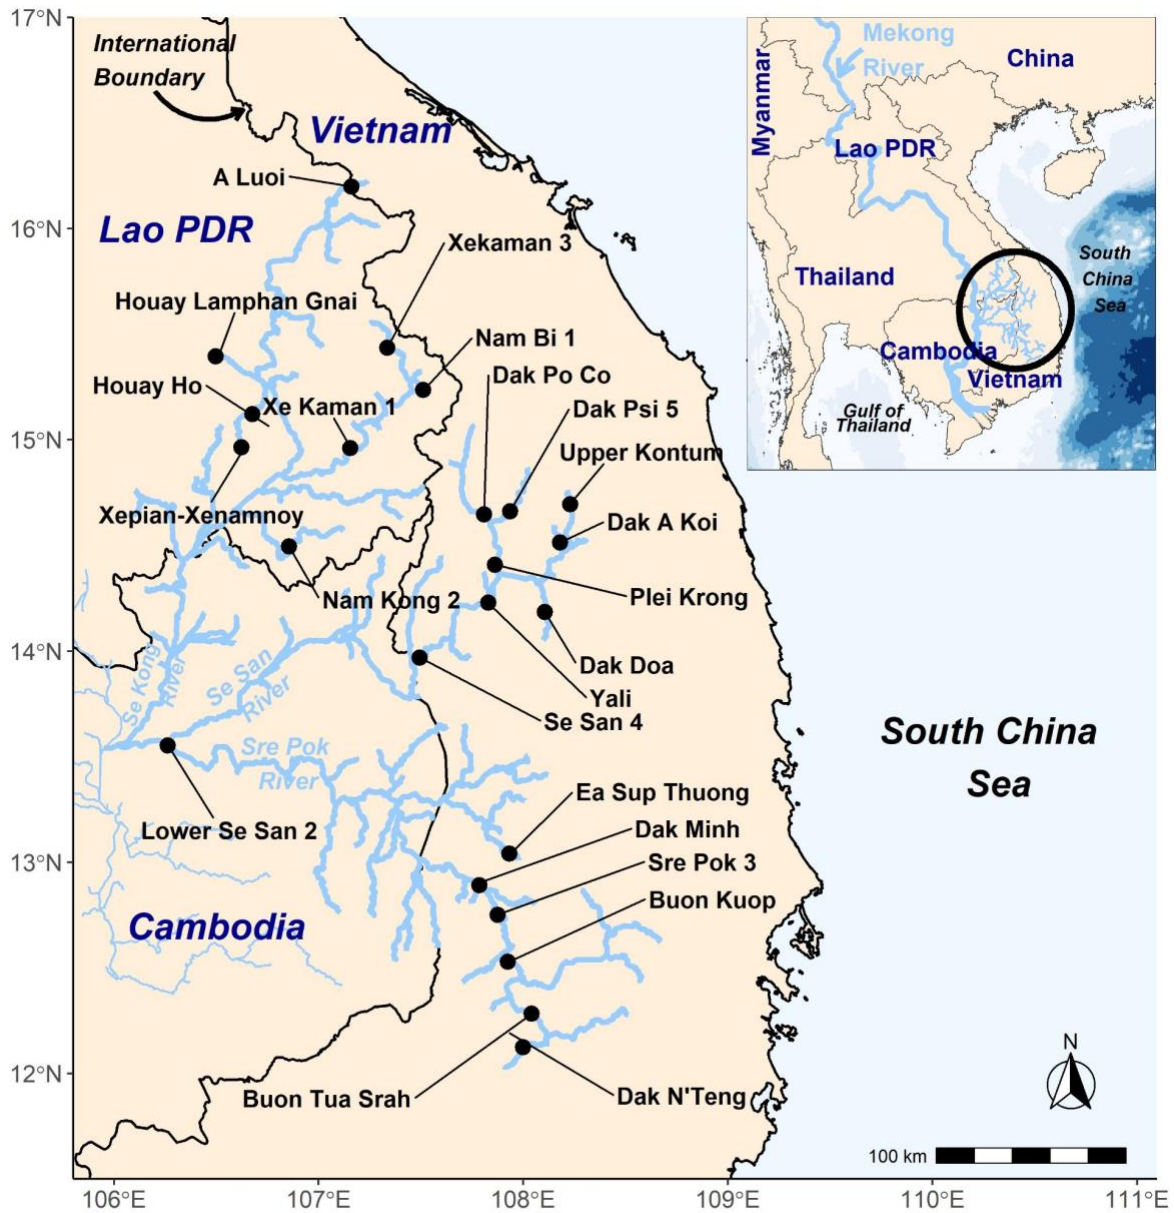 17°N
International
Boundary
Vietnam
A Luoi
Lao PDR
16°N
Xekaman 3
Houay Lamphan Gnai
Nam Bi 1
Dak Po Co
Houay Ho
Xe Kaman 1
Dak Psi 5
15°N
Upper Kontum
Xepian-Xenamnoy
Dak A Koi
Nam Kong 2
Plei Krong
14°N
Dak Doa
Se Kong
River
Se San
River
Yali
Se San 4
Sre Pok
River
South China
Sea
Ea Sup Thuong
Lower Se San 2
Dak Minh
13°N
Sre Pok 3
Buon Kuop
Cambodia
12°N
Buon Tua Srah
Dak N'Teng
N
100 km
106°E
107°E
108°E
109°E
110°E
111°E
Mekong
River
China
Myanmar
Lao PDR
Thailand
South
China
Sea
Cambodia
Vietnam
Gulf of
Thailand